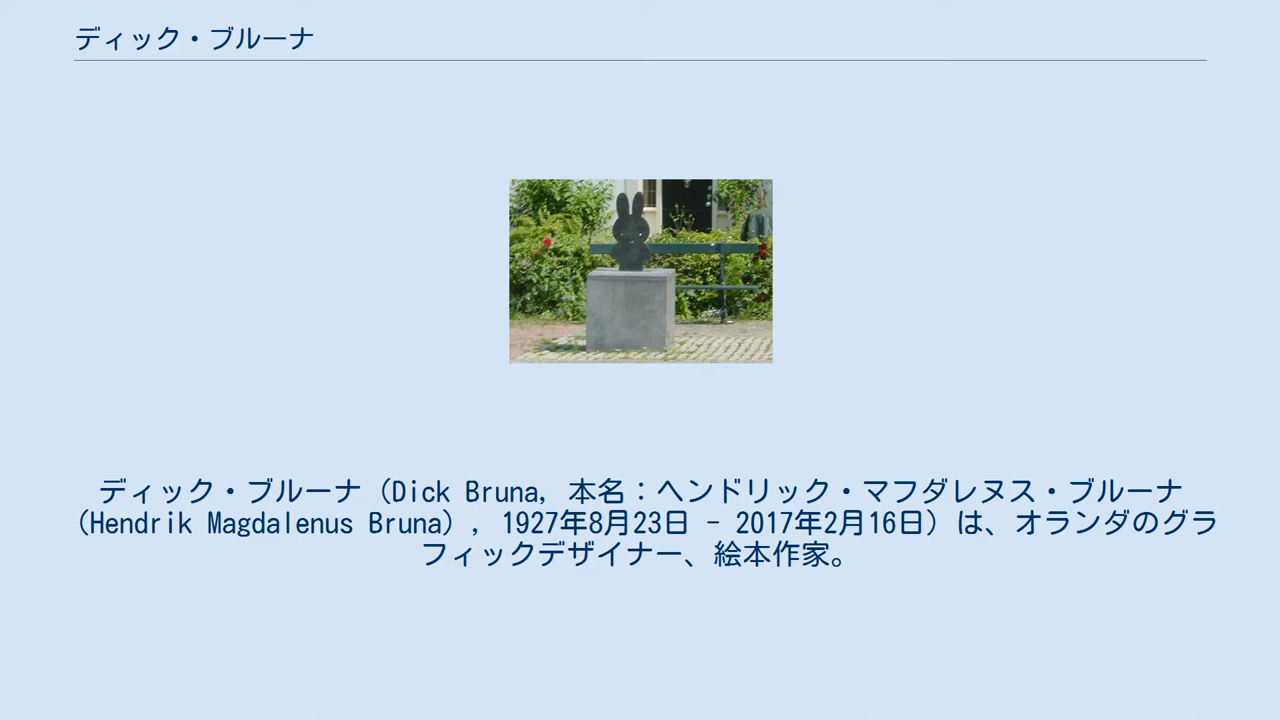 ディック・ブルーナ
ディック・ブルーナ（Dick Bruna, 本名：ヘンドリック・マフダレヌス・ブルーナ
（Hendrik Magdalenus Bruna）, 1927年8月23日 - 2017年2月16日）は、オランダのグラ
フィックデザイナー、絵本作家。